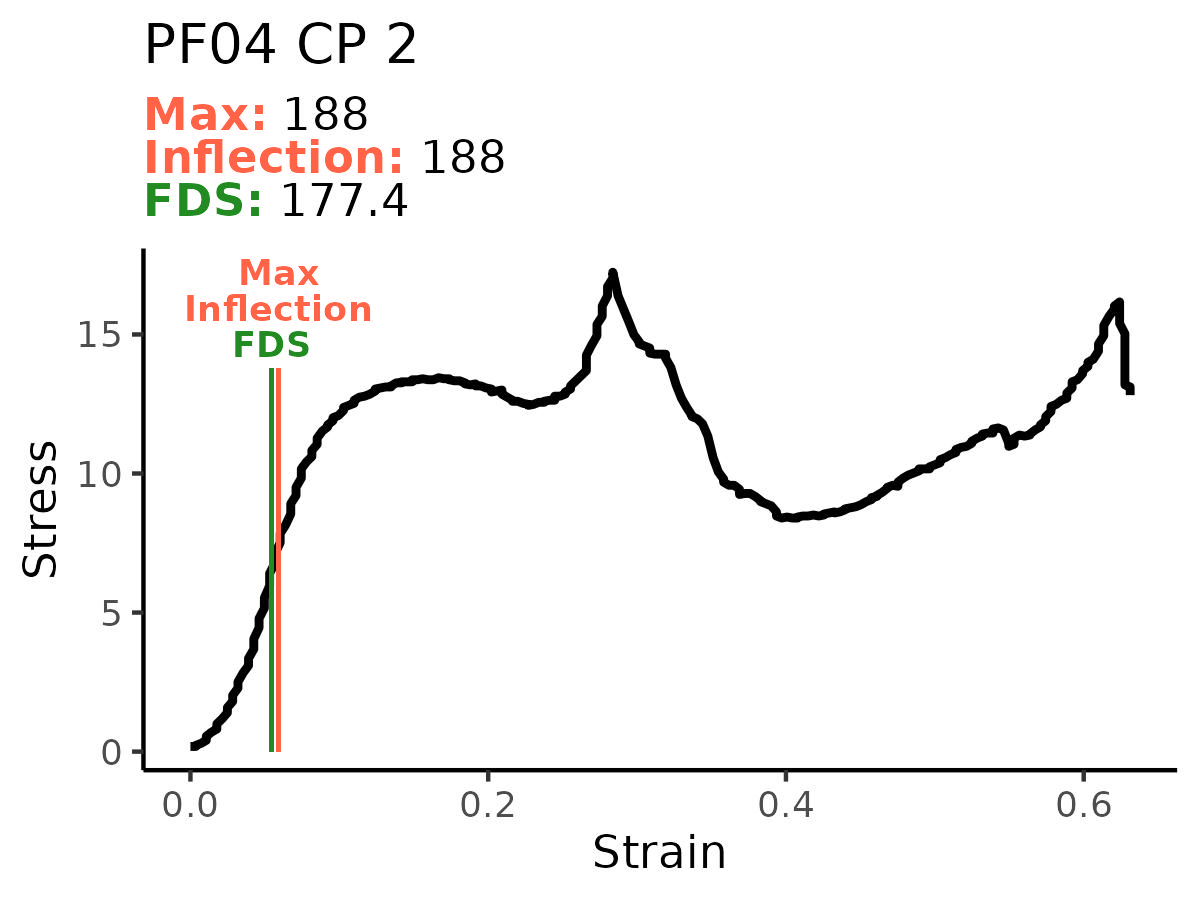 PF04 CP 2
Max: 188
Inflection: 188
FDS: 177.4
Max
Inflection
FDS
15
10
5
0
Stress
0.0 0.2 0.4 0.6
Strain